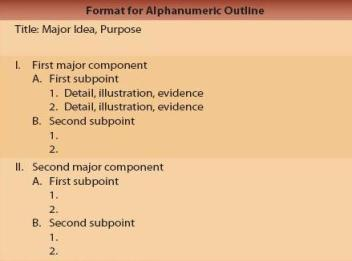 Format for Alphanumeric Outline
Title: Major Idea, Purpose
I. First major component
A. First subpoint
1. Detail, illustration, evidence
2. Detail, illustration, evidence
B. Second subpoint
1.
2.
II. Second major component
A. First subpoint
1.
2.
B. Second subpoint
1.
2.